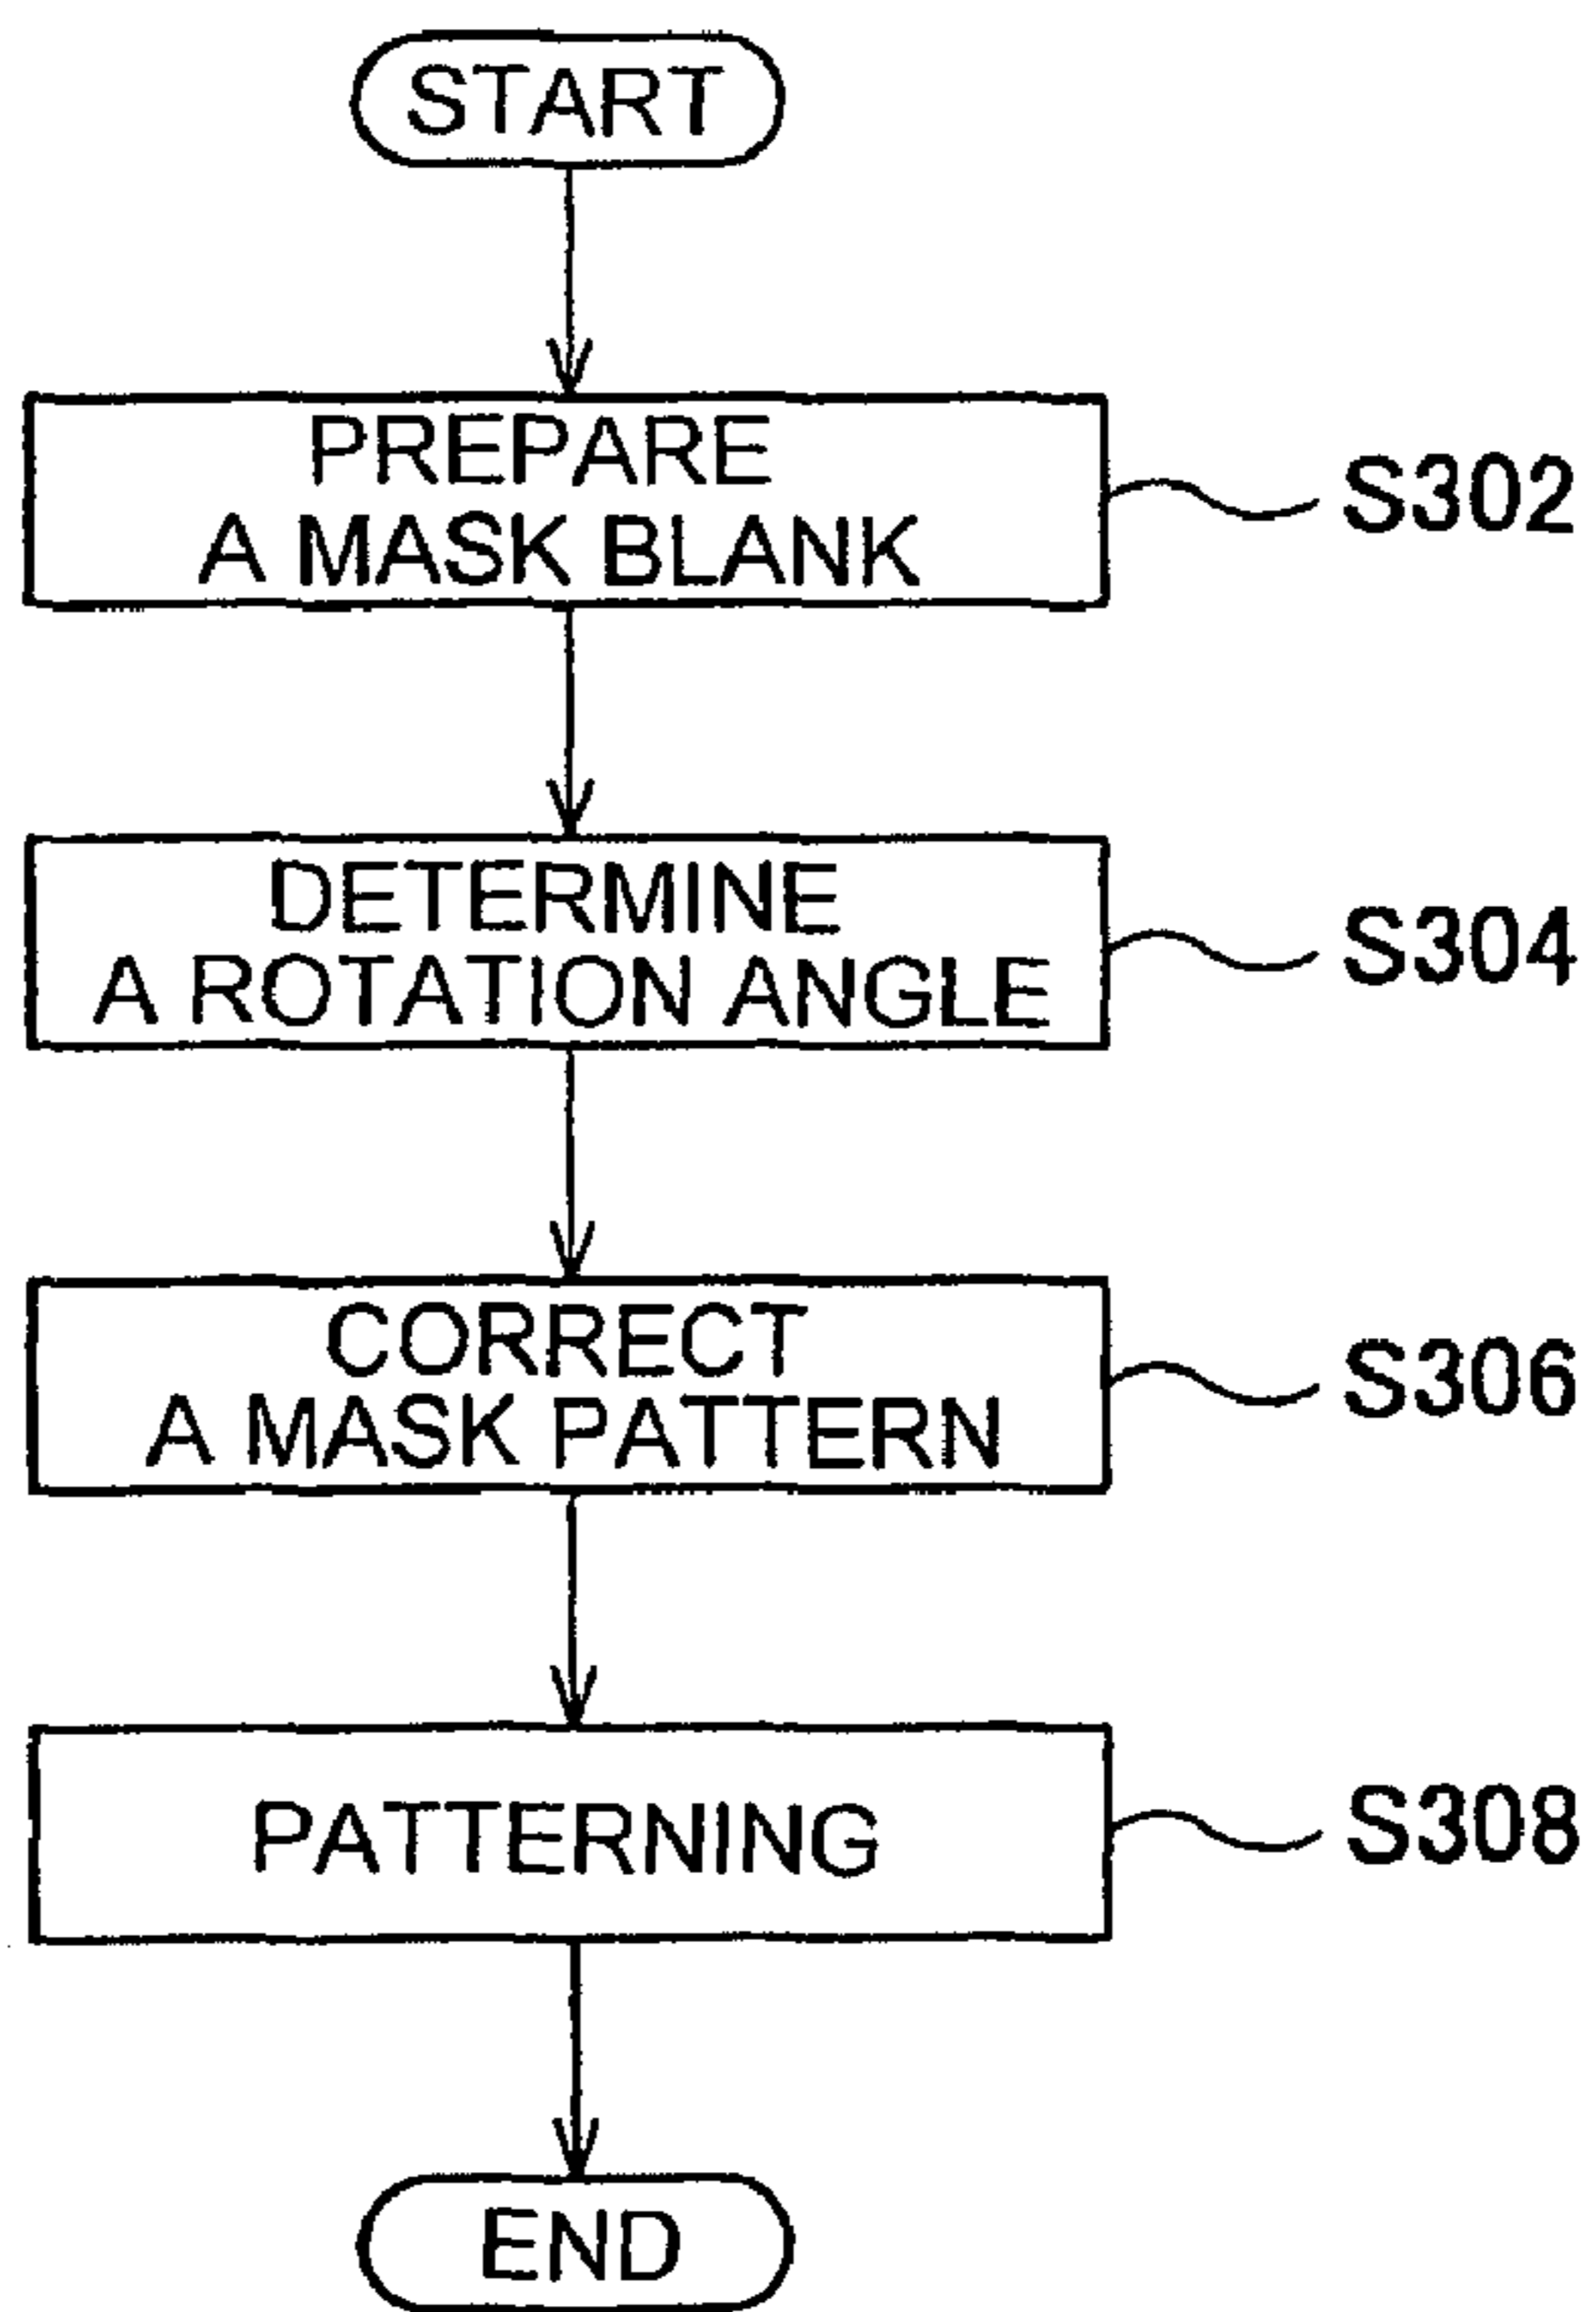 START
PREPARE
A MASK BLANK
S302
DETERMINE
A ROTATION ANGLE
S304
CORRECT
A MASK PATTERN
S306
PATTERNING
S308
END